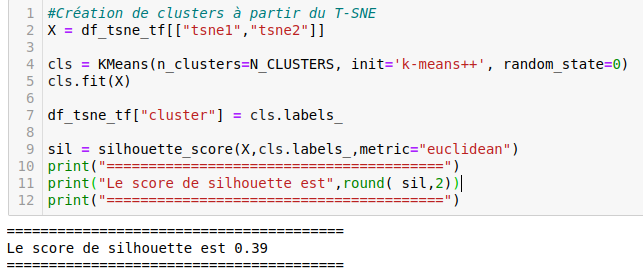 1 #Création de clusters à partir du T-SNE
2 X = df_tsne_tf[["tsne1","tsne2"]]
3
4 cls = KMeans(n_clusters=N_CLUSTERS, init='k-means++', random_state=0)
5 cls.fit(X)
6
7 df_tsne_tf["cluster"] = cls.labels_
8
9 sil = silhouette_score(X,cls.labels_,metric="euclidean")
10 print("========================================")
11 print("Le score de silhouette est",round( sil,2))
12 print("========================================")
========================================
Le score de silhouette est 0.39
========================================